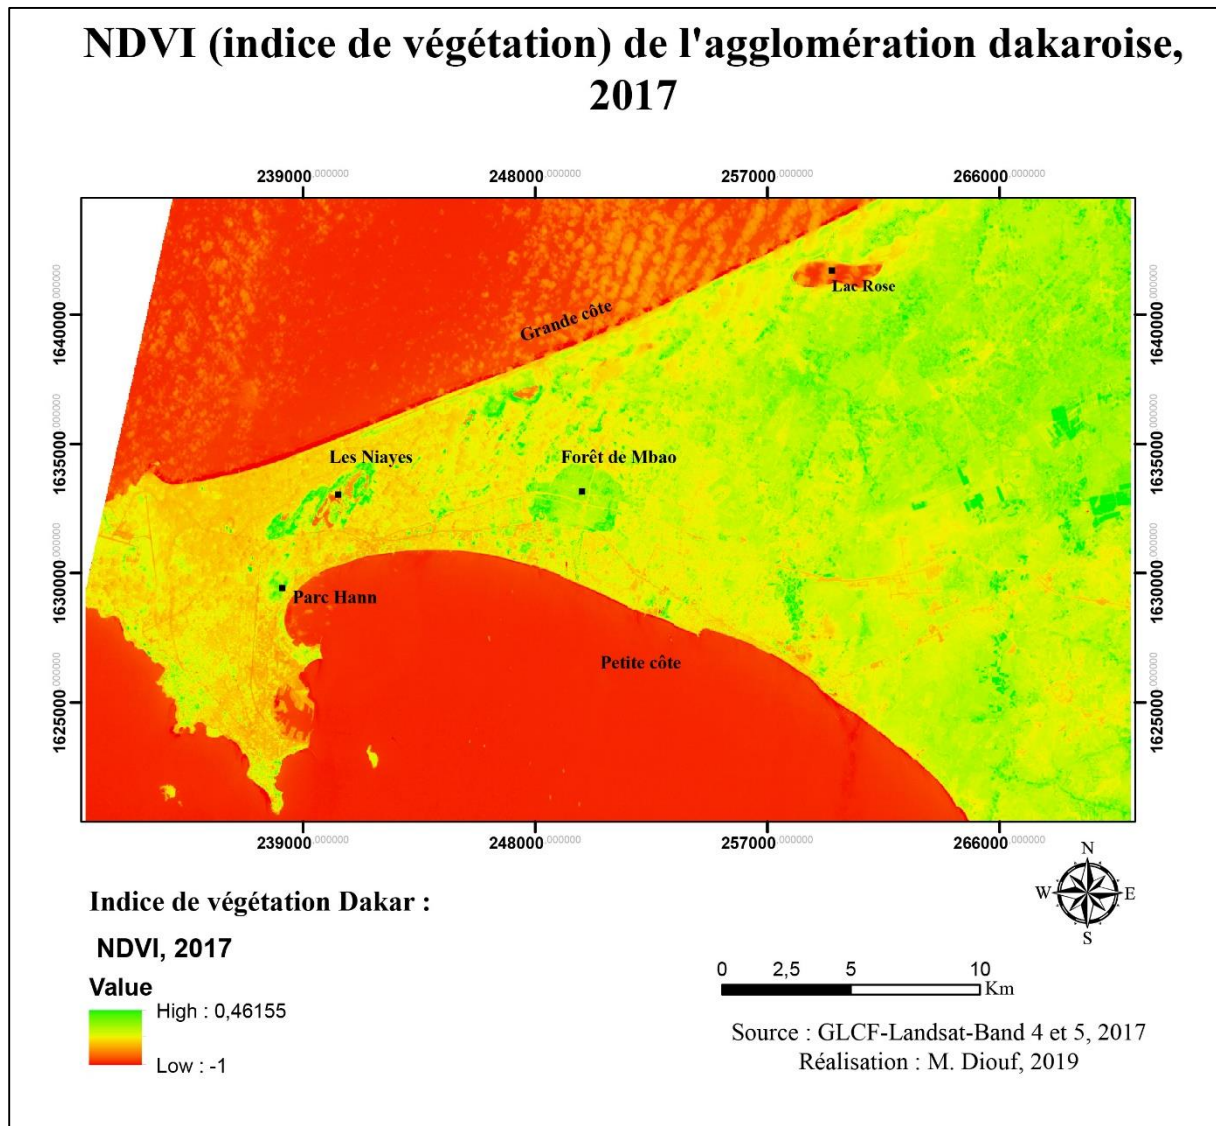 NDVI (indice de végétation) de l'agglomération dakaroise,
2017
239000,000000
248000,000000
257000,000000
266000,000000
1640000,000000
1640000,000000
Lac Rose
Grande côte
1635000,000000
Les Niayes
Forêt de Mbao
1635000,000000
1630000,000000
Parc Hann
1630000,000000
Petite côte
1625000,000000
1625000,000000
239000,000000
248000,000000
257000,000000
266000,000000
N
W
E
S
Indice de végétation Dakar :
NDVI, 2017
Value
High : 0,46155
Low : -1
0 2,5 5 10
Km
Source : GLCF-Landsat-Band 4 et 5, 2017
Réalisation : M. Diouf, 2019